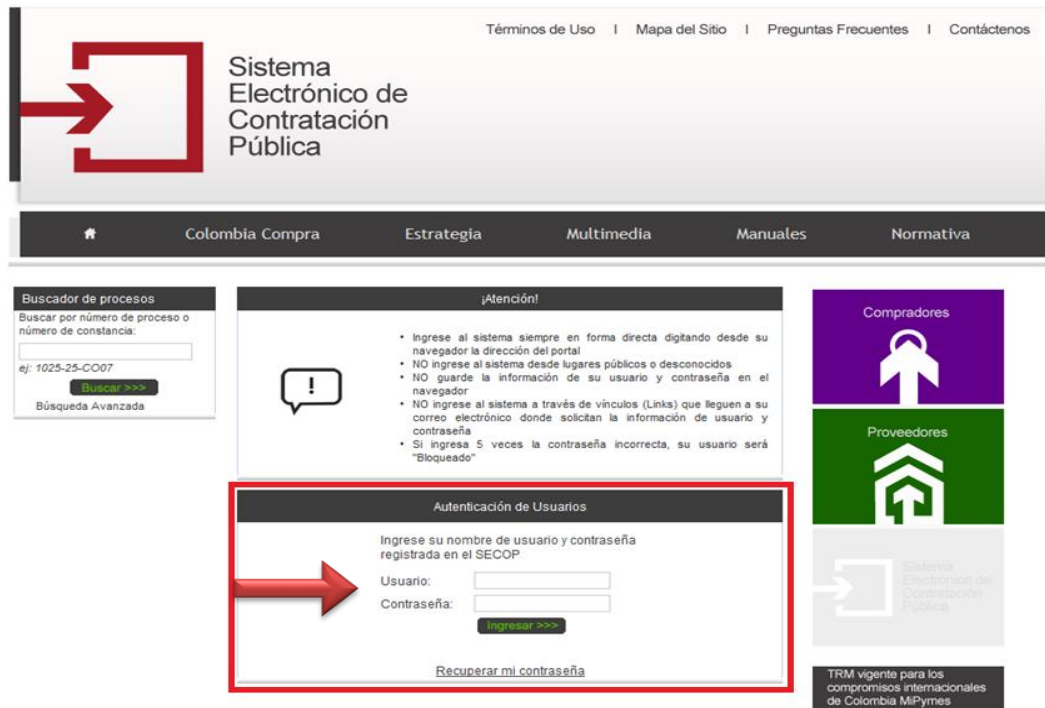 Términos de Uso I Mapa del Sitio I Preguntas Frecuentes I Contáctenos
Sistema
Electrónico de
Contratación
Pública
Colombia Compra Estrategia Multimedia Manuales Normativa
Buscador de procesos
Buscar por número de proceso o
número de constancia:
ej: 1025-25-CO07
Buscar >>>
Búsqueda Avanzada
¡Atención!
!
• Ingrese al sistema siempre en forma directa digitando desde su
navegador la dirección del portal
• NO ingrese al sistema desde lugares públicos o desconocidos
• NO guarde la información de su usuario y contraseña en el
navegador
• NO ingrese al sistema a través de vínculos (Links) que lleguen a su
correo electrónico donde solicitan la información de usuario y
contraseña
• Si ingresa 5 veces la contraseña incorrecta, su usuario será
"Bloqueado"
Autenticación de Usuarios
Ingrese su nombre de usuario y contraseña
registrada en el SECOP
Usuario:
Contraseña:
Ingresar >>>
Recuperar mi contraseña
Compradores
Proveedores
Sistema
Electrónico de
Contratación
Pública
TRM vigente para los
compromisos internacionales
de Colombia MiPymes